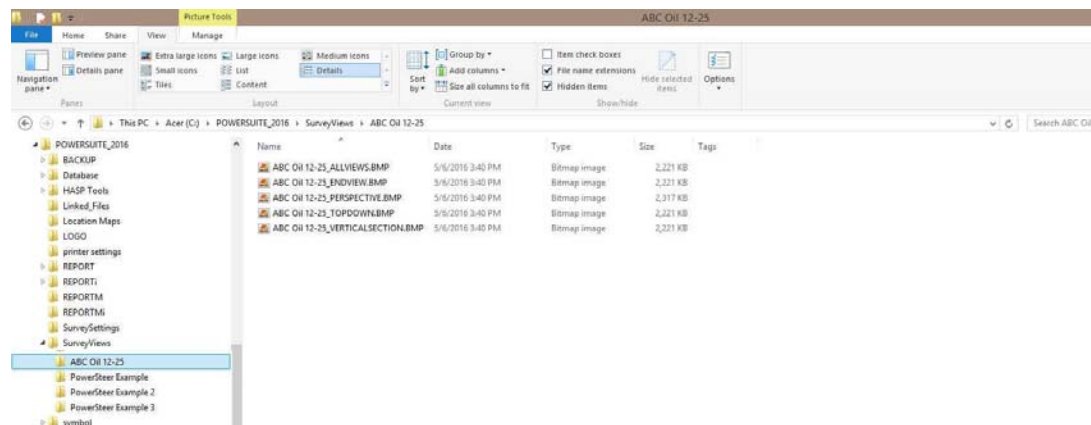 Picture Tools ABC Oil 12-25
File Home Share View Manage
Preview pane Extra large icons Large icons Medium icons Group by Item check boxes
Details pane Small icons List Details Add columns File name extensions
Navigation pane Tiles Content Sort by Size all columns to fit Hidden items Hide selected items Options
Panes Layout Current view Show/hide
This PC Acer (C:) POWERSUITE_2016 SurveyViews ABC Oil 12-25 Search ABC Oil
POWERSUITE_2016 Name Date Type Size Tags
BACKUP
Database ABC Oil 12-25_ALLVIEWS.BMP 5/6/2016 3:40 PM Bitmap image 2,221 KB
HASP Tools ABC Oil 12-25_ENDVIEW.BMP 5/6/2016 3:40 PM Bitmap image 2,221 KB
Linked_Files ABC Oil 12-25_PERSPECTIVE.BMP 5/6/2016 3:40 PM Bitmap image 2,317 KB
Location Maps ABC Oil 12-25_TOPDOWN.BMP 5/6/2016 3:40 PM Bitmap image 2,221 KB
LOGO ABC Oil 12-25_VERTICALSECTION.BMP 5/6/2016 3:40 PM Bitmap image 2,221 KB
printer settings
REPORT
REPORTi
REPORTM
REPORTMi
SurveySettings
SurveyViews
ABC Oil 12-25
PowerSteer Example
PowerSteer Example 2
PowerSteer Example 3
symbol